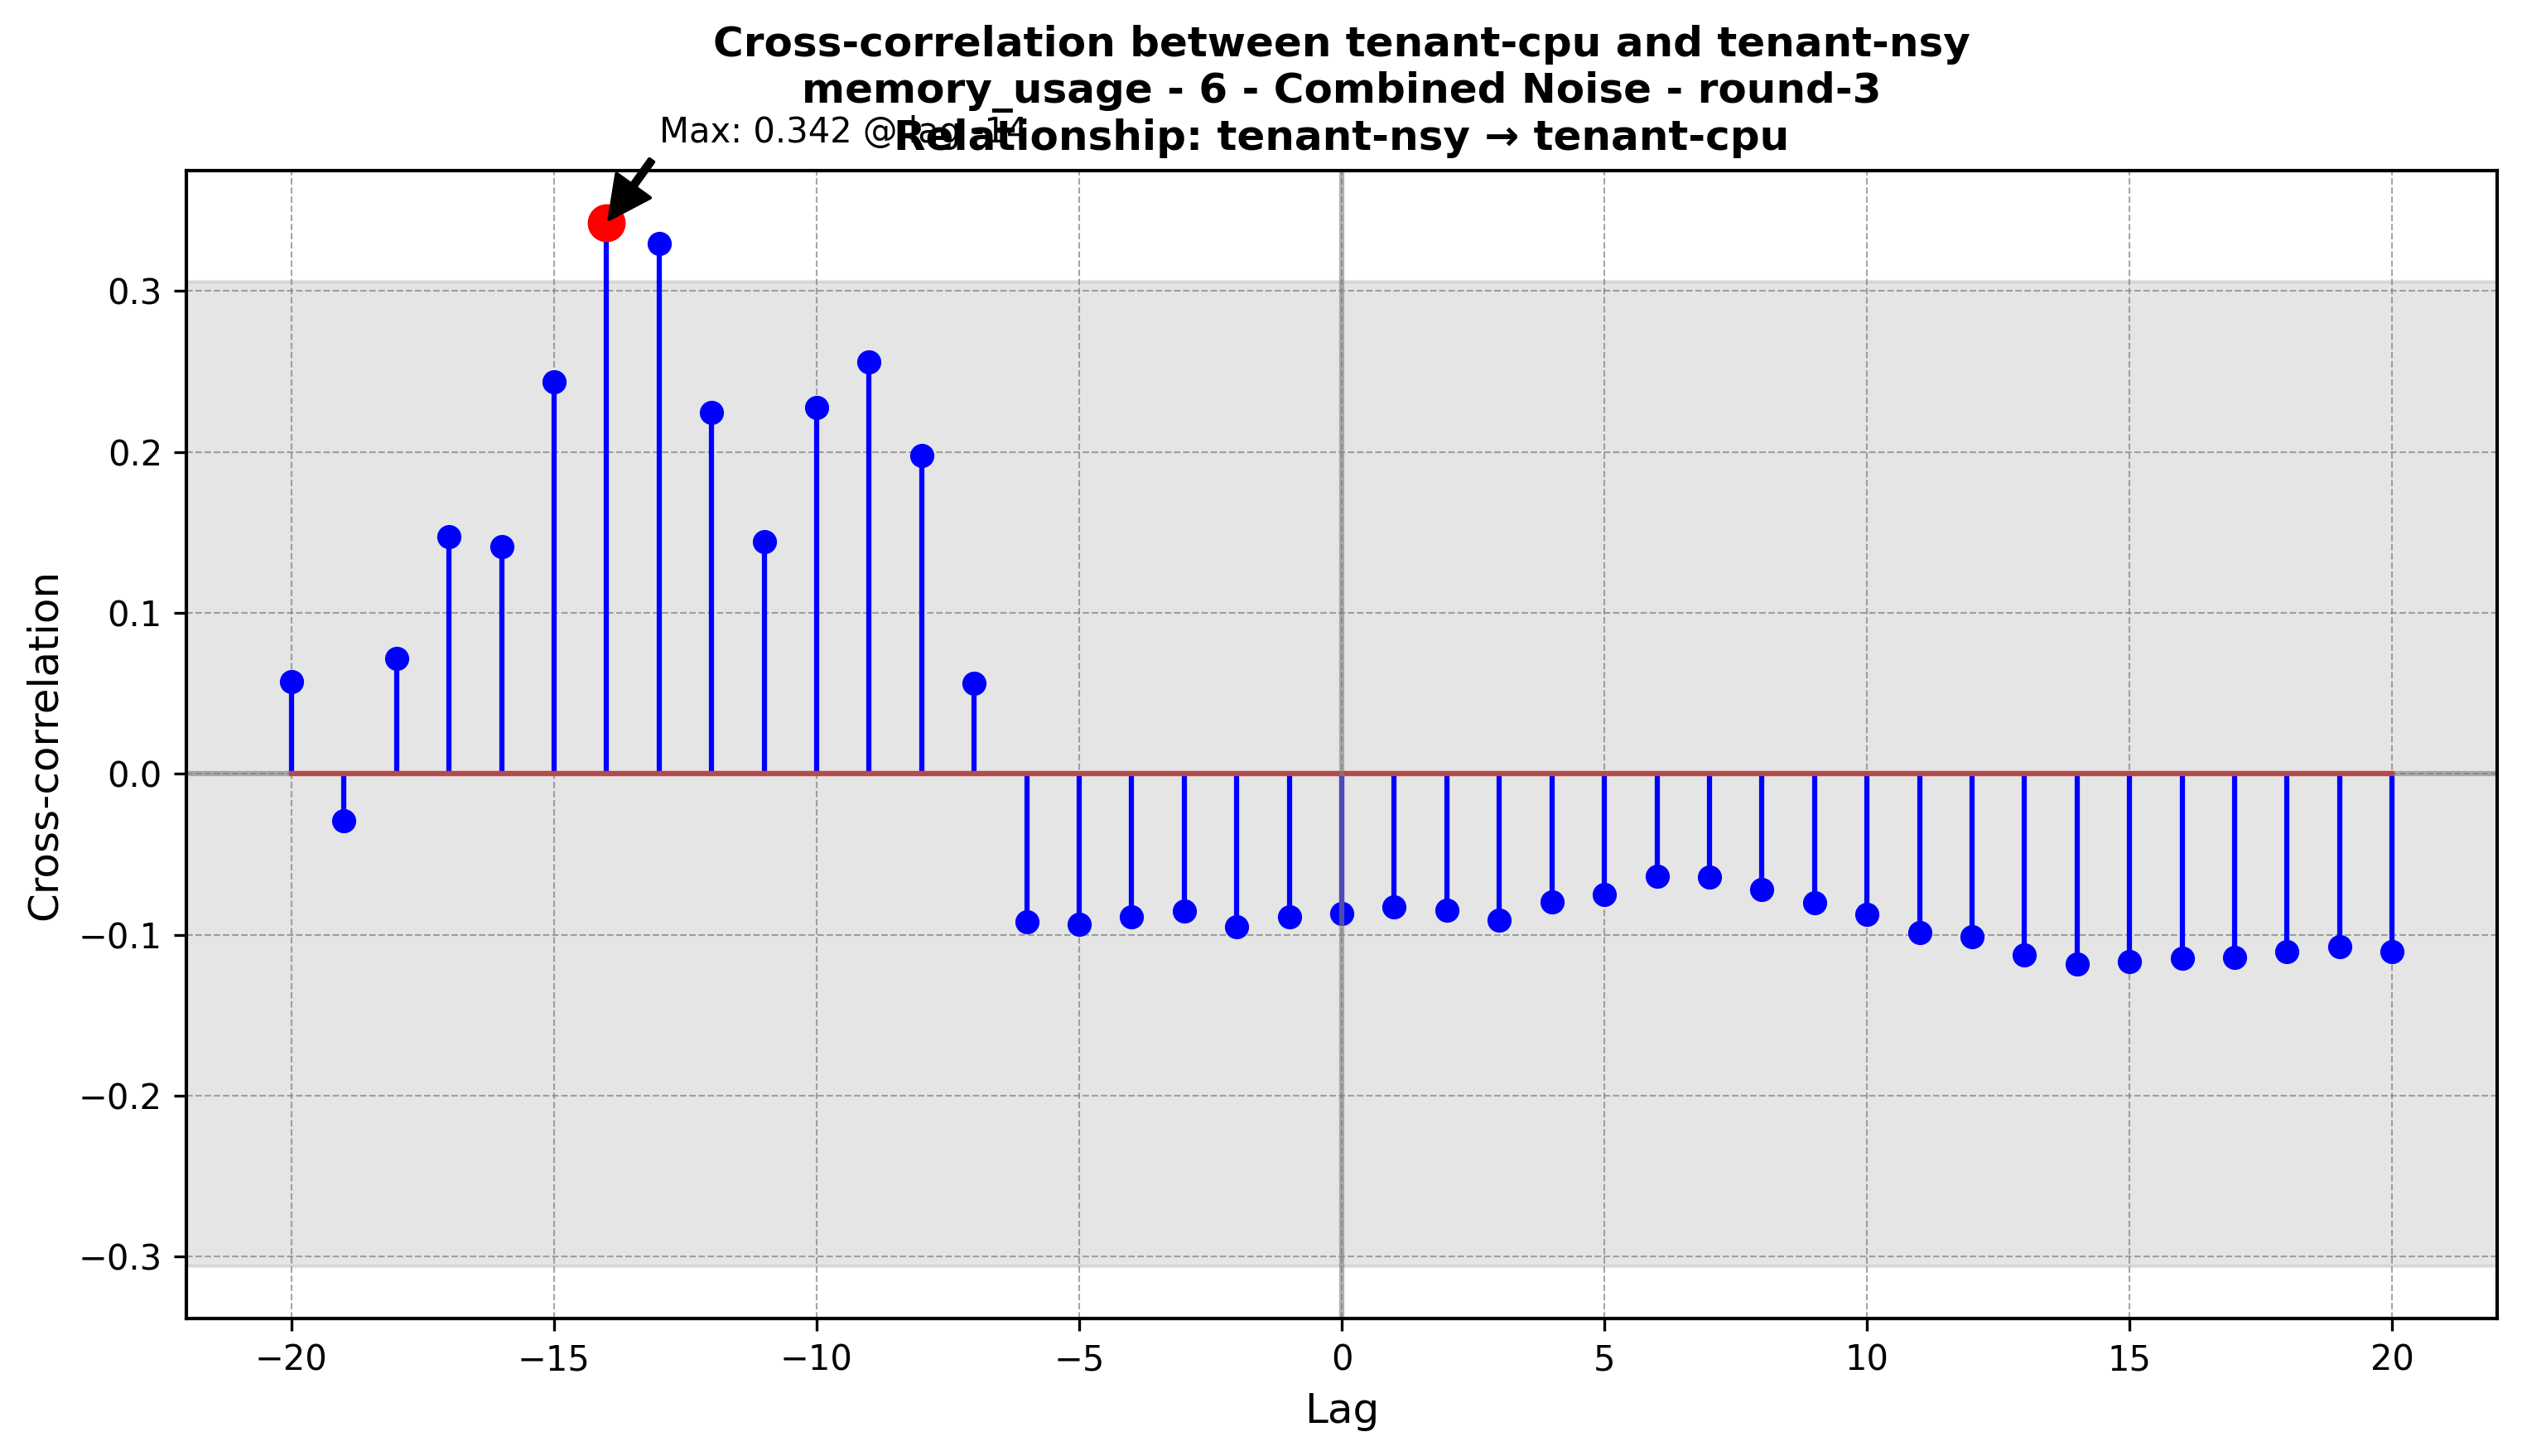 Cross-correlation between tenant-cpu and tenant-nsy
memory_usage - 6 - Combined Noise - round-3
Relationship: tenant-nsy → tenant-cpu
Max: 0.342 @ lag -14
Cross-correlation
0.3
0.2
0.1
0.0
−0.1
−0.2
−0.3
−20
−15
−10
−5
0
5
10
15
20
Lag